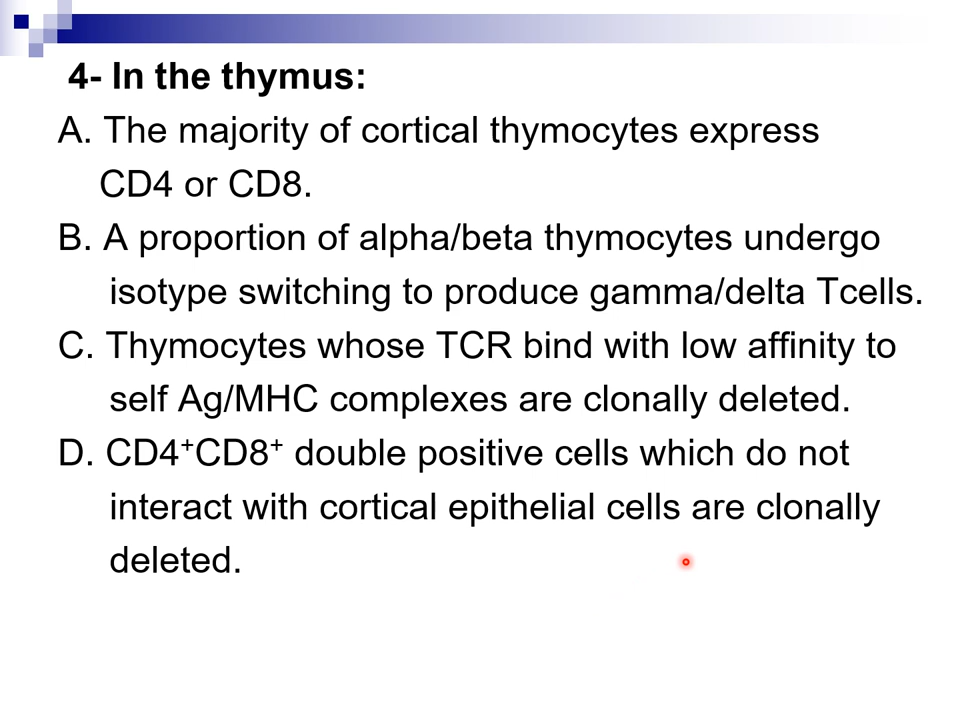 4- In the thymus:
A. The majority of cortical thymocytes express
CD4 or CD8.
B. A proportion of alpha/beta thymocytes undergo
isotype switching to produce gamma/delta Tcells.
C. Thymocytes whose TCR bind with low affinity to
self Ag/MHC complexes are clonally deleted.
D. CD4⁺CD8⁺ double positive cells which do not
interact with cortical epithelial cells are clonally
deleted.